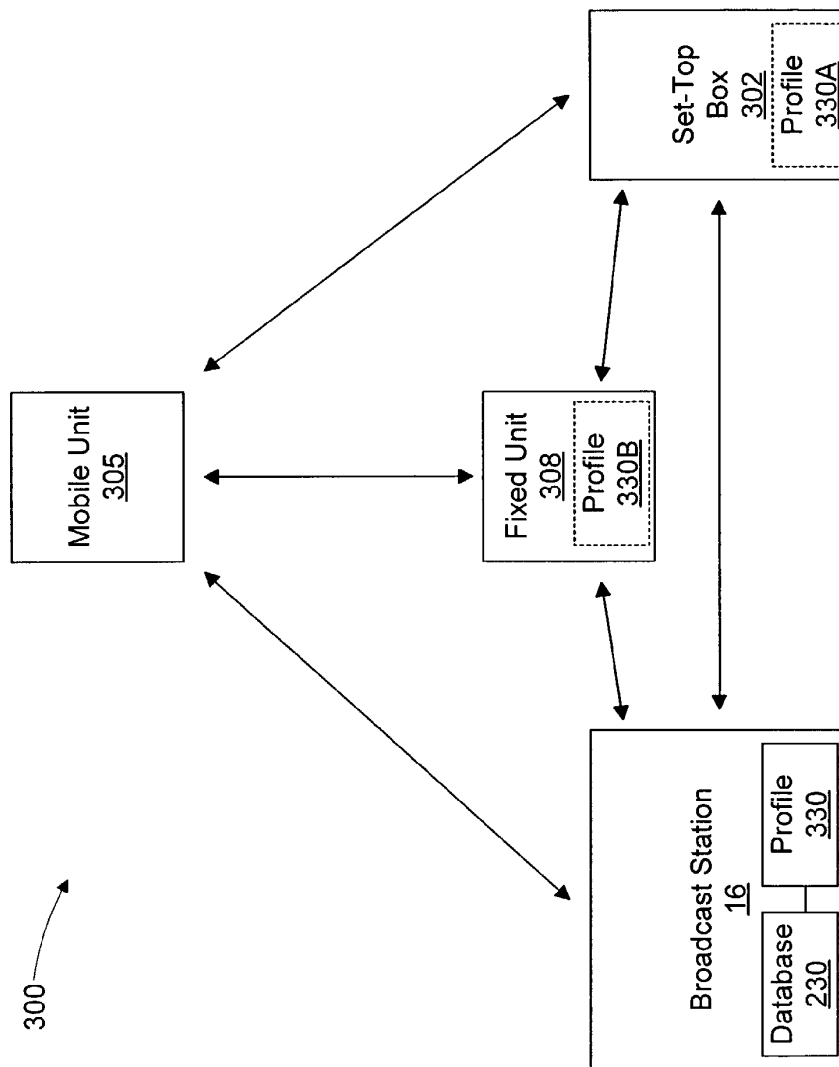 300
Mobile Unit
305
Fixed Unit
308
Profile
330B
Broadcast Station
16
Database
230
Profile
330
Set-Top
Box
302
Profile
330A